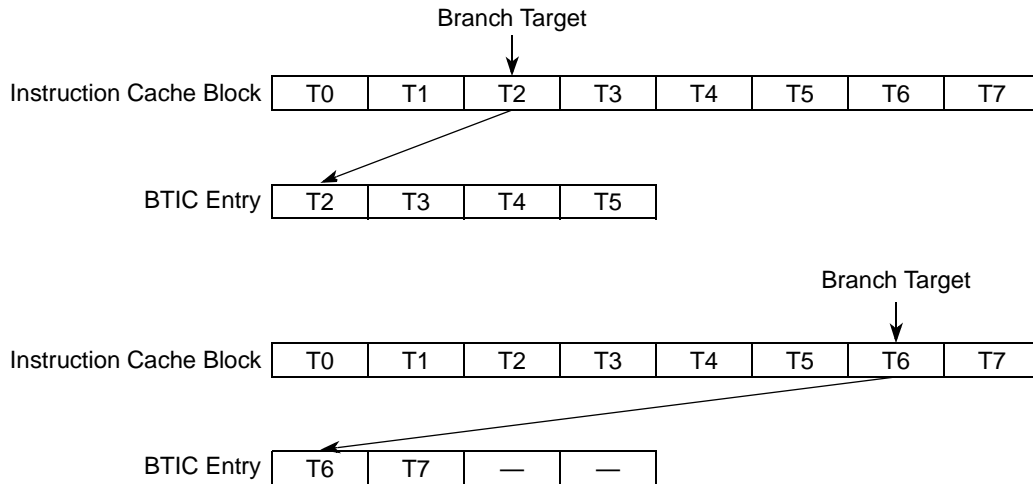 Branch Target
Instruction Cache Block T0 T1 T2 T3 T4 T5 T6 T7
BTIC Entry T2 T3 T4 T5
Branch Target
Instruction Cache Block T0 T1 T2 T3 T4 T5 T6 T7
BTIC Entry T6 T7 — —